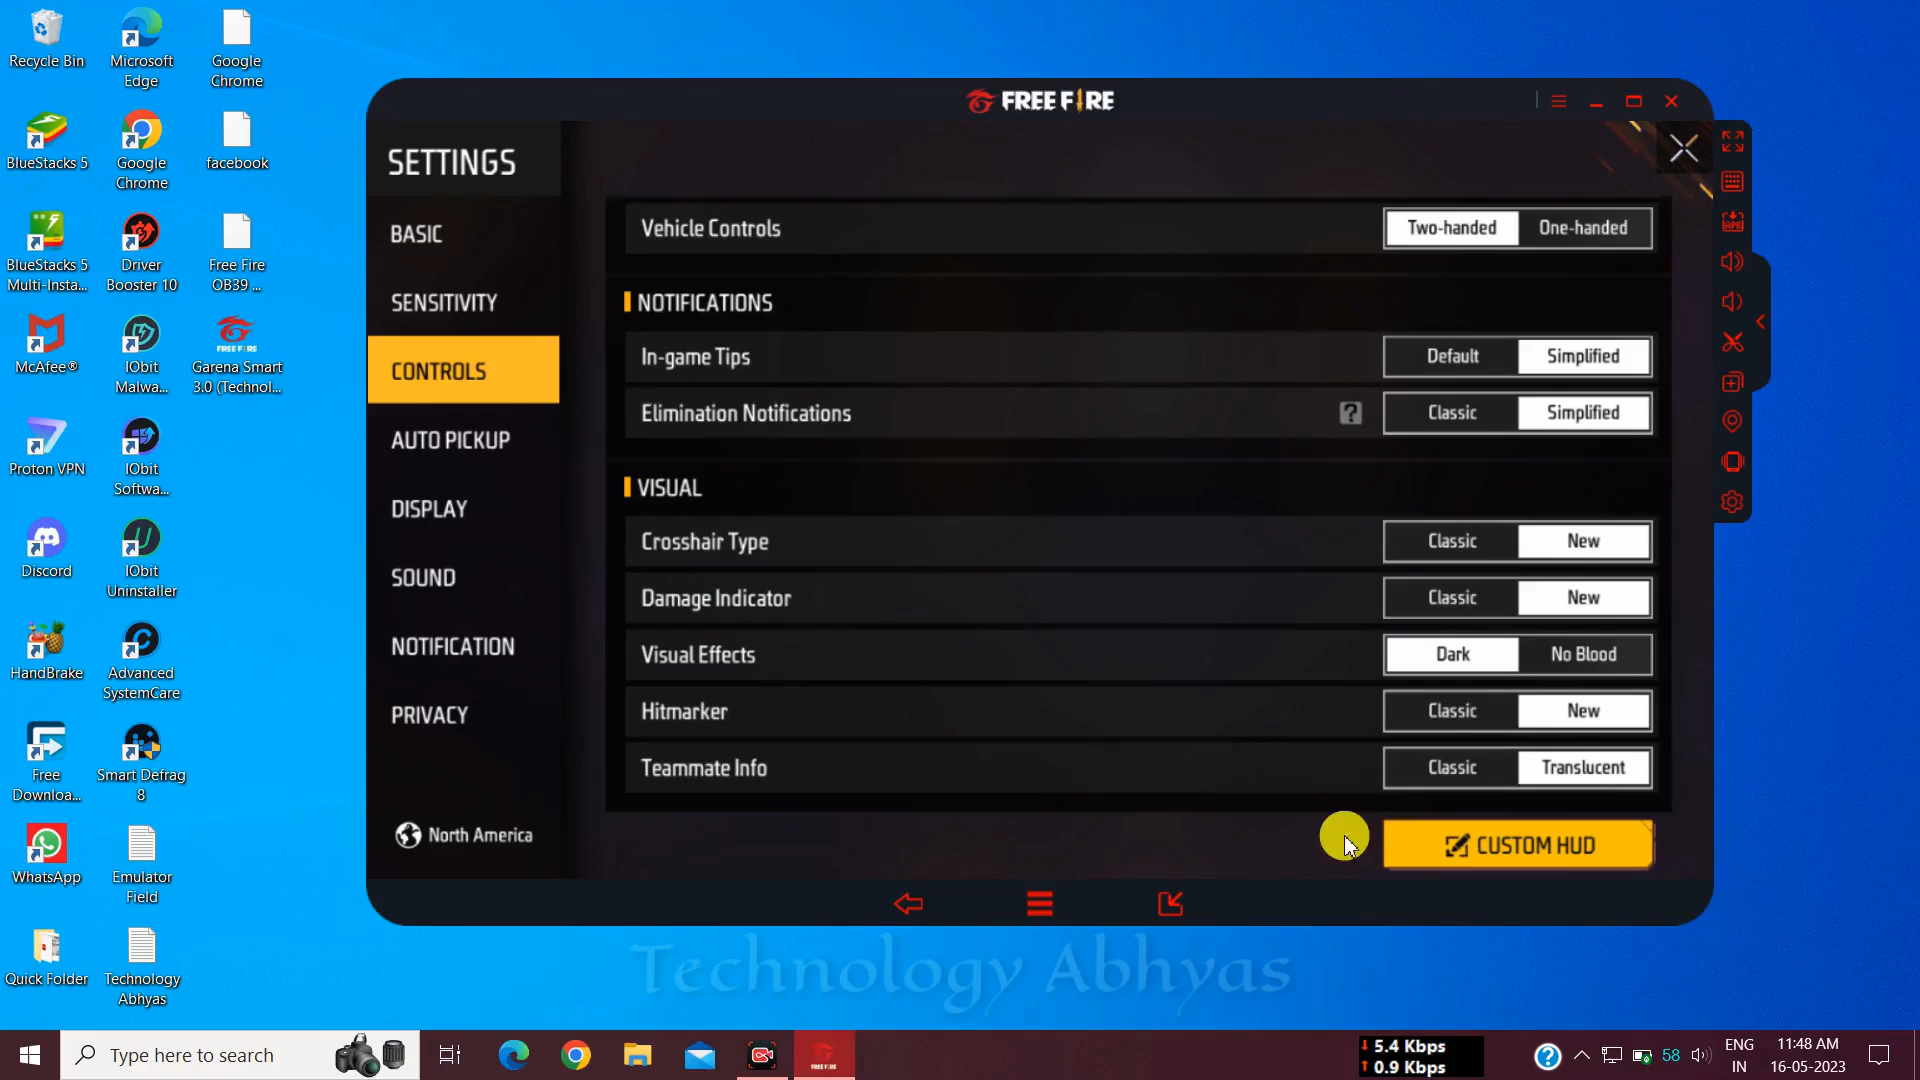 Recycle Bin
Microsoft
Edge
Google
Chrome
BlueStacks 5
Google
Chrome
facebook
BlueStacks 5
Multi-Insta...
Driver
Booster 10
Free Fire
OB39 ...
McAfee®
IObit
Malwa...
FREE FIRE
Garena Smart
3.0 (Technol...
Proton VPN
IObit
Softwa...
Discord
IObit
Uninstaller
HandBrake
Advanced
SystemCare
Free
Downloa...
Smart Defrag
8
WhatsApp
Emulator
Field
Quick Folder
Technology
Abhyas
FREE FIRE
SETTINGS
BASIC
SENSITIVITY
CONTROLS
AUTO PICKUP
DISPLAY
SOUND
NOTIFICATION
PRIVACY
North America
Vehicle Controls Two-handed One-handed
NOTIFICATIONS
In-game Tips Default Simplified
Elimination Notifications ? Classic Simplified
VISUAL
Crosshair Type Classic New
Damage Indicator Classic New
Visual Effects Dark No Blood
Hitmarker Classic New
Teammate Info Classic Translucent
CUSTOM HUD
APK
Technology Abhyas
Type here to search
FREE FIRE
5.4 Kbps
0.9 Kbps
?
58
ENG
IN
11:48 AM
16-05-2023